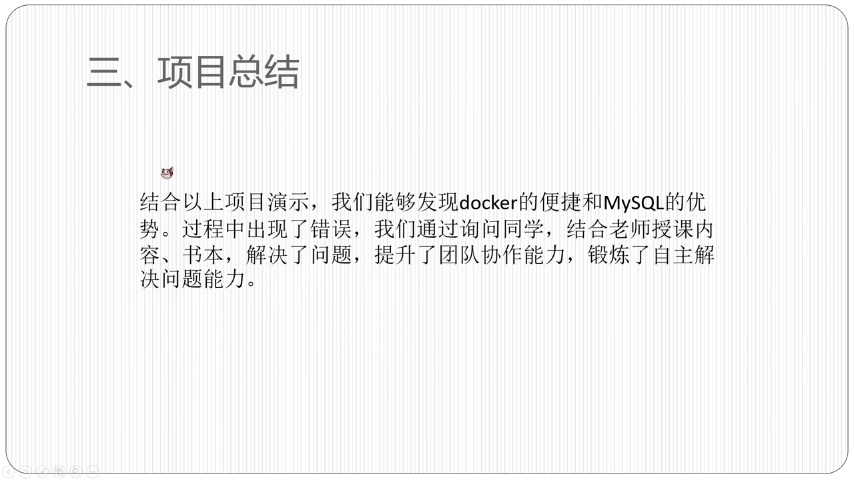 三、项目总结
结合以上项目演示，我们能够发现docker的便捷和MySQL的优
势。过程中出现了错误，我们通过询问同学，结合老师授课内
容、书本，解决了问题，提升了团队协作能力，锻炼了自主解
决问题能力。